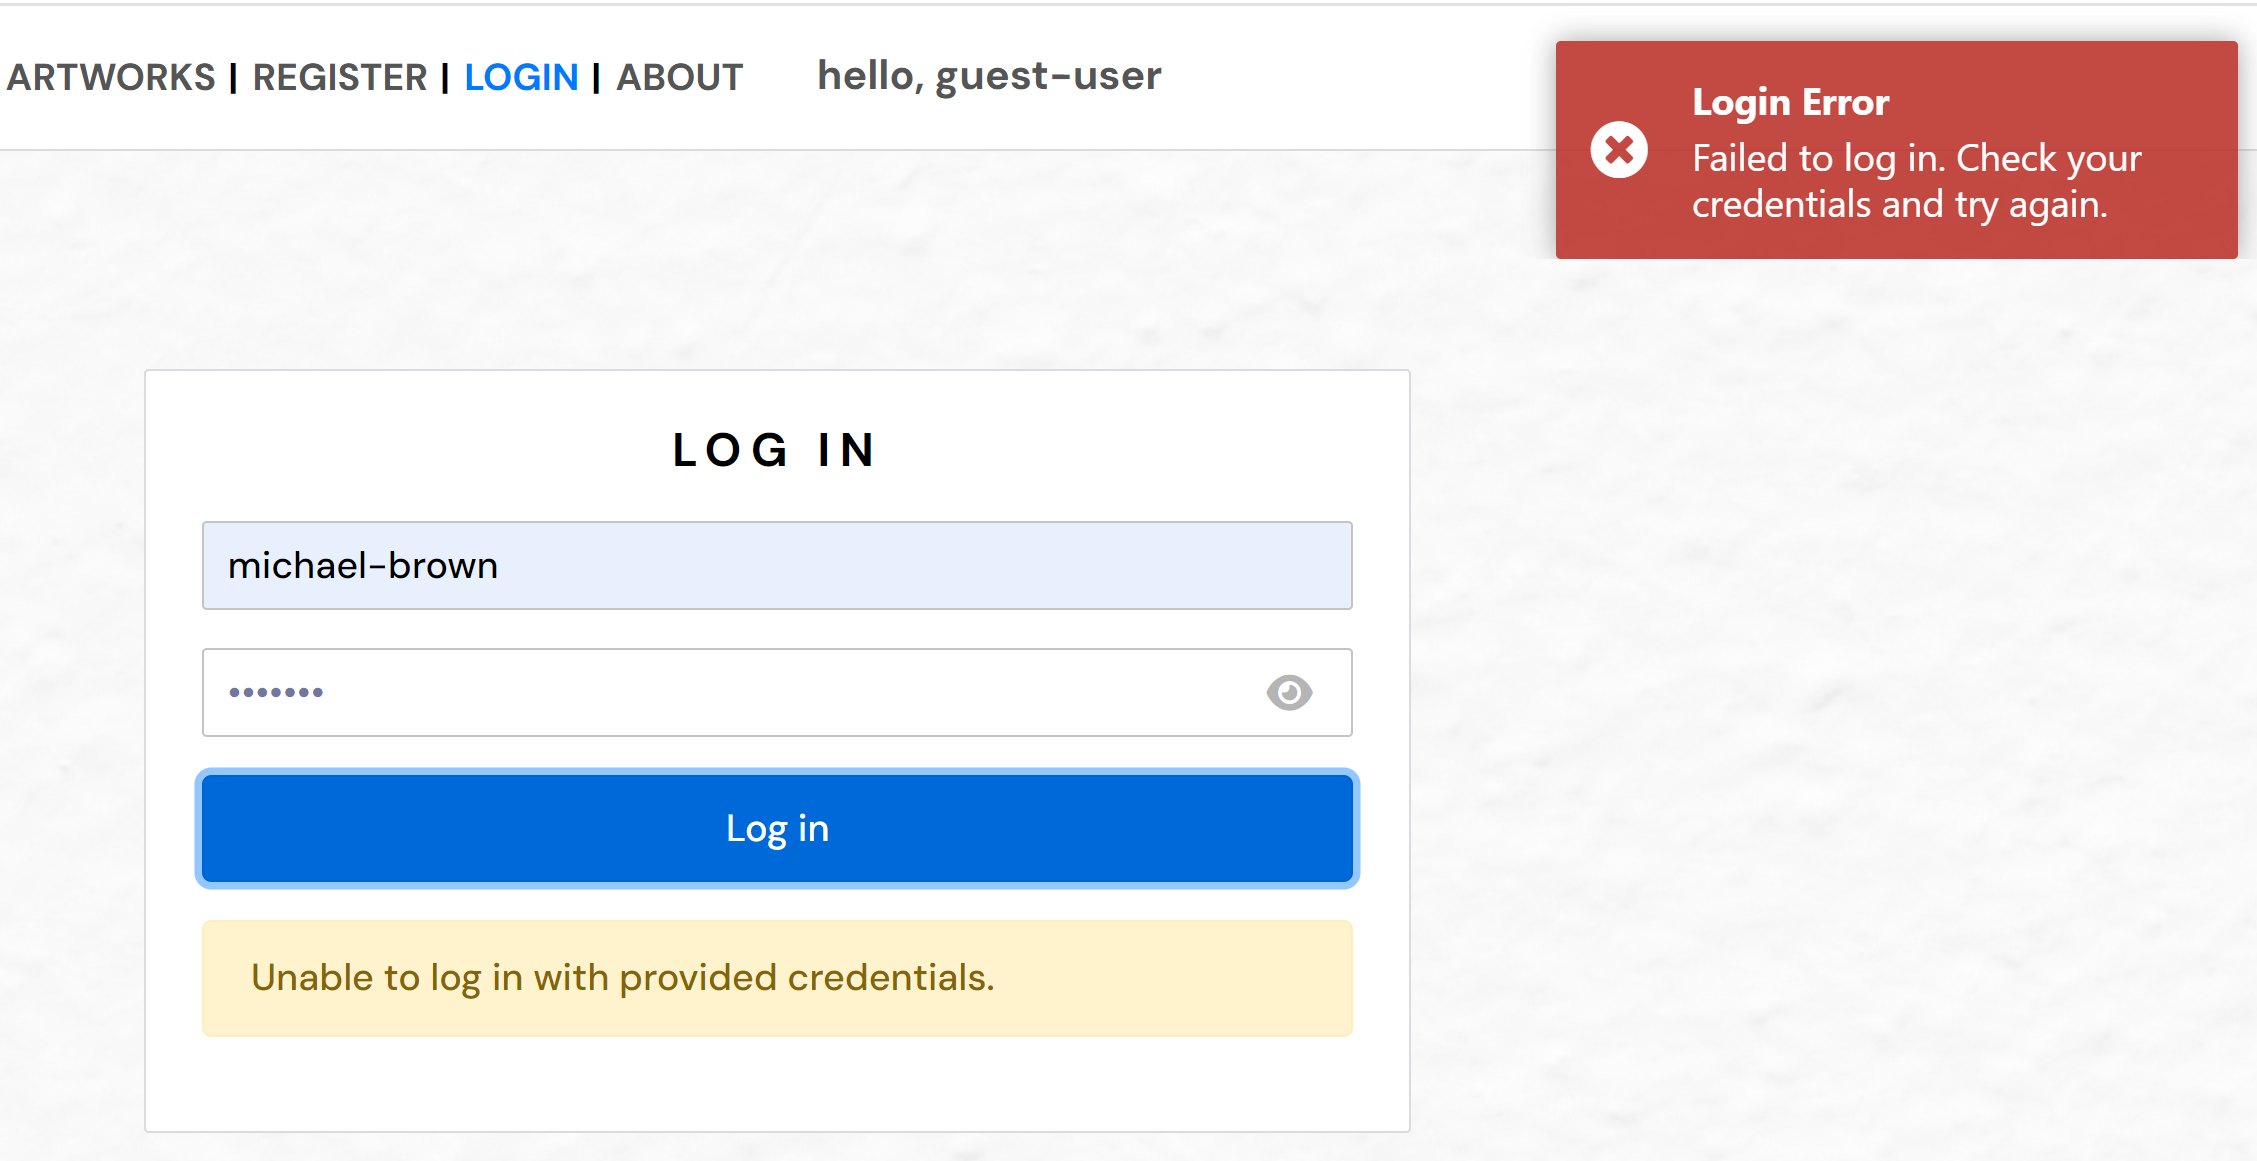 ARTWORKS | REGISTER | LOGIN | ABOUT hello, guest-user
Login Error
Failed to log in. Check your
credentials and try again.
LOG IN
michael-brown
•••••••
Log in
Unable to log in with provided credentials.